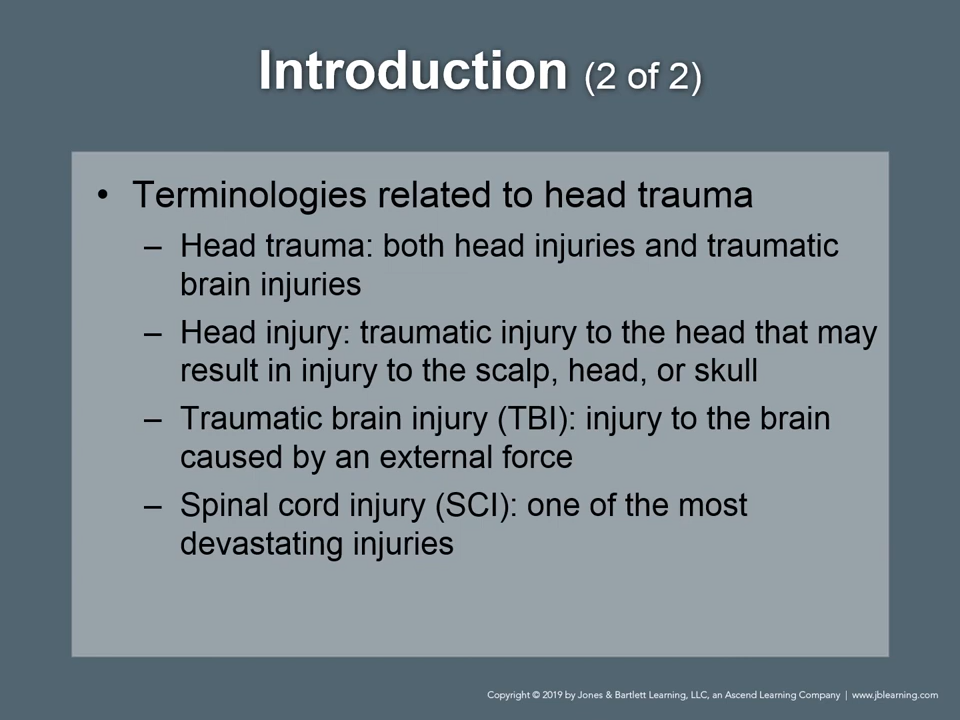 Introduction (2 of 2)
• Terminologies related to head trauma
– Head trauma: both head injuries and traumatic
brain injuries
– Head injury: traumatic injury to the head that may
result in injury to the scalp, head, or skull
– Traumatic brain injury (TBI): injury to the brain
caused by an external force
– Spinal cord injury (SCI): one of the most
devastating injuries
Copyright © 2019 by Jones & Bartlett Learning, LLC, an Ascend Learning Company | www.jblearning.com